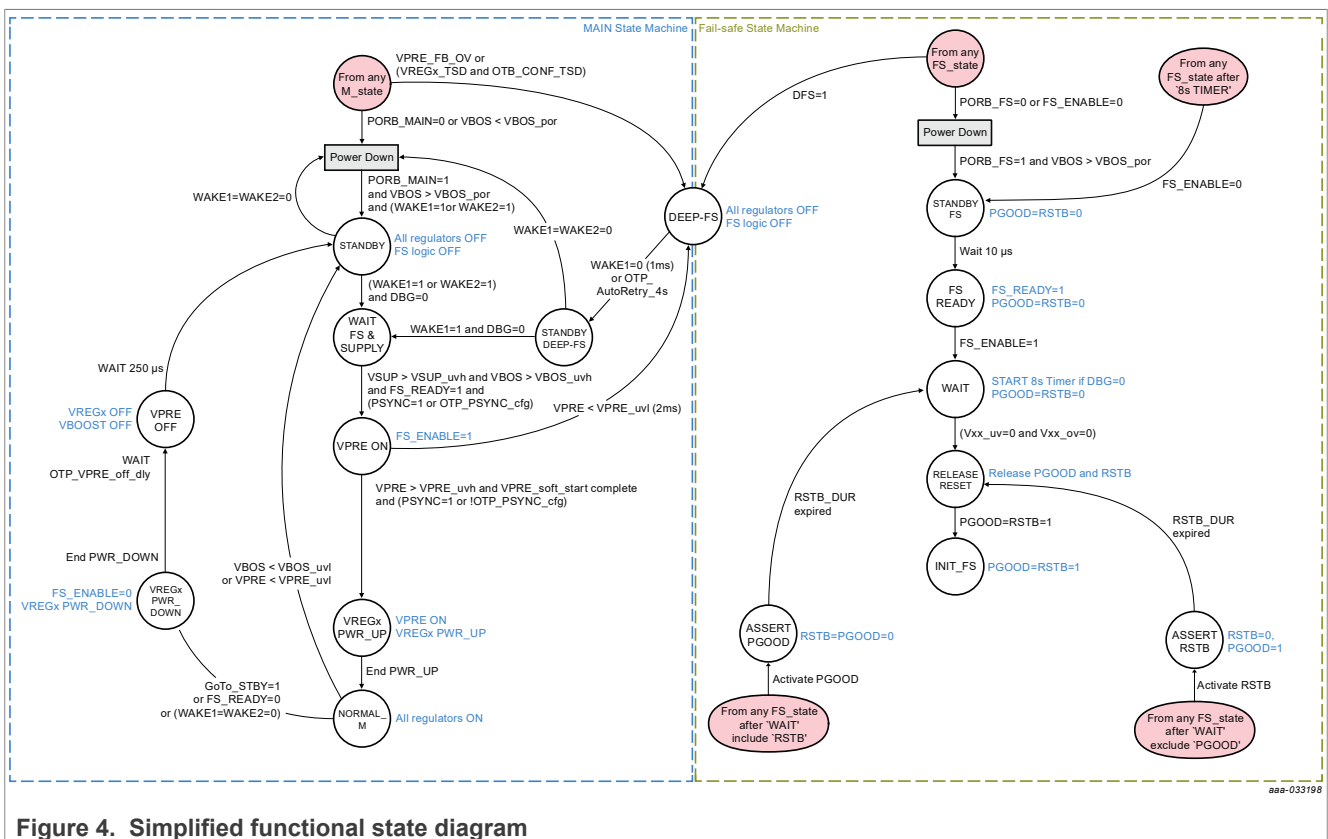 MAIN State Machine
Fail-safe State Machine
From any
M_state
VPRE_FB_OV or
(VREGx_TSD and OTB_CONF_TSD)
PORB_MAIN=0 or VBOS < VBOS_por
Power Down
WAKE1=WAKE2=0
PORB_MAIN=1
and VBOS > VBOS_por
and (WAKE1=1or WAKE2=1)
STANDBY
All regulators OFF
FS logic OFF
WAKE1=WAKE2=0
(WAKE1=1 or WAKE2=1)
and DBG=0
WAIT
FS &
SUPPLY
WAKE1=1 and DBG=0
STANDBY
DEEP-FS
WAKE1=0 (1ms)
or OTP_
AutoRetry_4s
DEEP-FS
All regulators OFF
FS logic OFF
WAIT 250 µs
VSUP > VSUP_uvh and VBOS > VBOS_uvh
and FS_READY=1 and
(PSYNC=1 or OTP_PSYNC_cfg)
VPRE < VPRE_uvl (2ms)
VREGx OFF
VBOOST OFF
VPRE
OFF
VPRE ON
FS_ENABLE=1
WAIT
OTP_VPRE_off_dly
VPRE > VPRE_uvh and VPRE_soft_start complete
and (PSYNC=1 or !OTP_PSYNC_cfg)
End PWR_DOWN
VBOS < VBOS_uvl
or VPRE < VPRE_uvl
FS_ENABLE=0
VREGx PWR_DOWN
VREGx
PWR_
DOWN
VREGx
PWR_UP
VPRE ON
VREGx PWR_UP
End PWR_UP
GoTo_STBY=1
or FS_READY=0
or (WAKE1=WAKE2=0)
NORMAL_
M
All regulators ON
From any
FS_state
DFS=1
PORB_FS=0 or FS_ENABLE=0
Power Down
PORB_FS=1 and VBOS > VBOS_por
From any
FS_state after
'8s TIMER'
FS_ENABLE=0
STANDBY
FS
PGOOD=RSTB=0
Wait 10 µs
FS
READY
FS_READY=1
PGOOD=RSTB=0
FS_ENABLE=1
WAIT
START 8s Timer if DBG=0
PGOOD=RSTB=0
(Vxx_uv=0 and Vxx_ov=0)
RELEASE
RESET
Release PGOOD and RSTB
RSTB_DUR
expired
PGOOD=RSTB=1
RSTB_DUR
expired
INIT_FS
PGOOD=RSTB=1
ASSERT
PGOOD
RSTB=PGOOD=0
Activate PGOOD
From any FS_state
after 'WAIT'
include 'RSTB'
ASSERT
RSTB
RSTB=0,
PGOOD=1
Activate RSTB
From any FS_state
after 'WAIT'
exclude 'PGOOD'
aaa-033198
Figure 4. Simplified functional state diagram